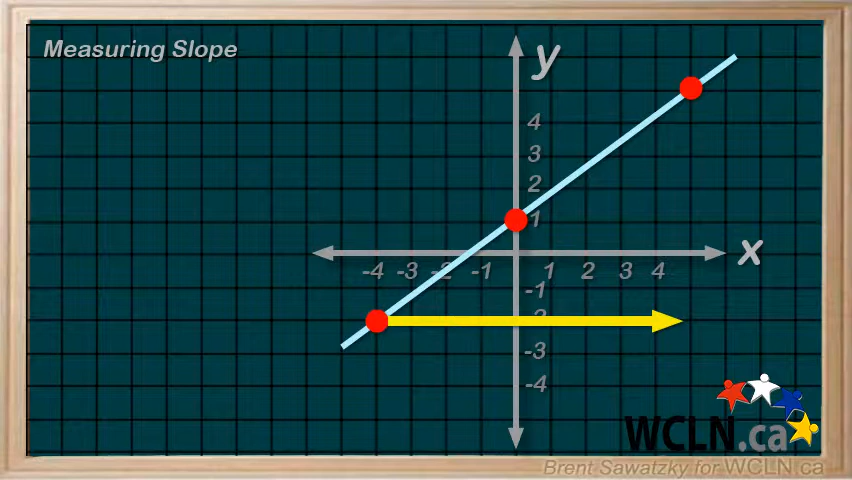 Measuring Slope
y
4
3
2
1
x
-4 -3 -2 -1 1 2 3 4
-1
-3
-4
WCLN.ca
Brent Sawatzky for WCLN.ca